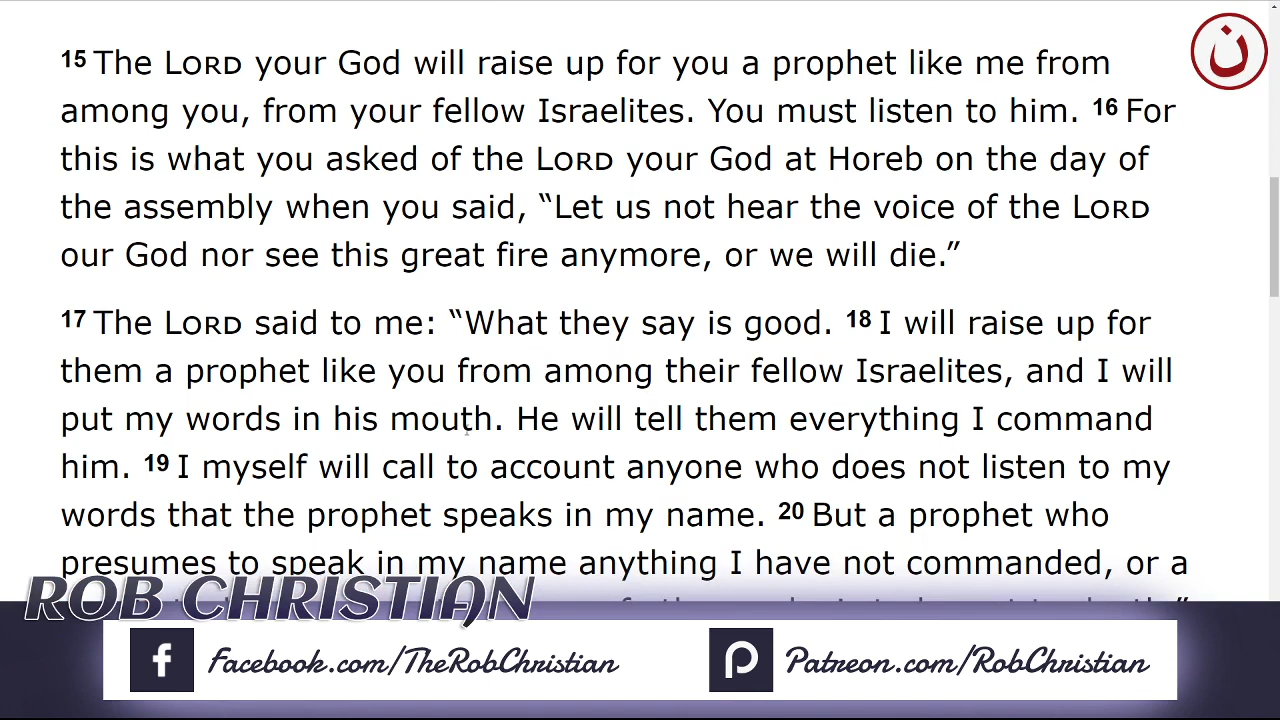 15 The LORD your God will raise up for you a prophet like me from
among you, from your fellow Israelites. You must listen to him. 16 For
this is what you asked of the LORD your God at Horeb on the day of
the assembly when you said, “Let us not hear the voice of the LORD
our God nor see this great fire anymore, or we will die.”
17 The LORD said to me: “What they say is good. 18 I will raise up for
them a prophet like you from among their fellow Israelites, and I will
put my words in his mouth. He will tell them everything I command
him. 19 I myself will call to account anyone who does not listen to my
words that the prophet speaks in my name. 20 But a prophet who
presumes to speak in my name anything I have not commanded, or a
ن
ROB CHRISTIAN
Facebook.com/TheRobChristian
Patreon.com/RobChristian